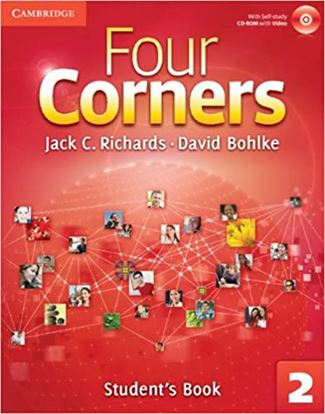 CAMBRIDGE
With Self-study
CD-ROM with Video
Four
Corners
Jack C. Richards · David Bohlke
Student's Book
2